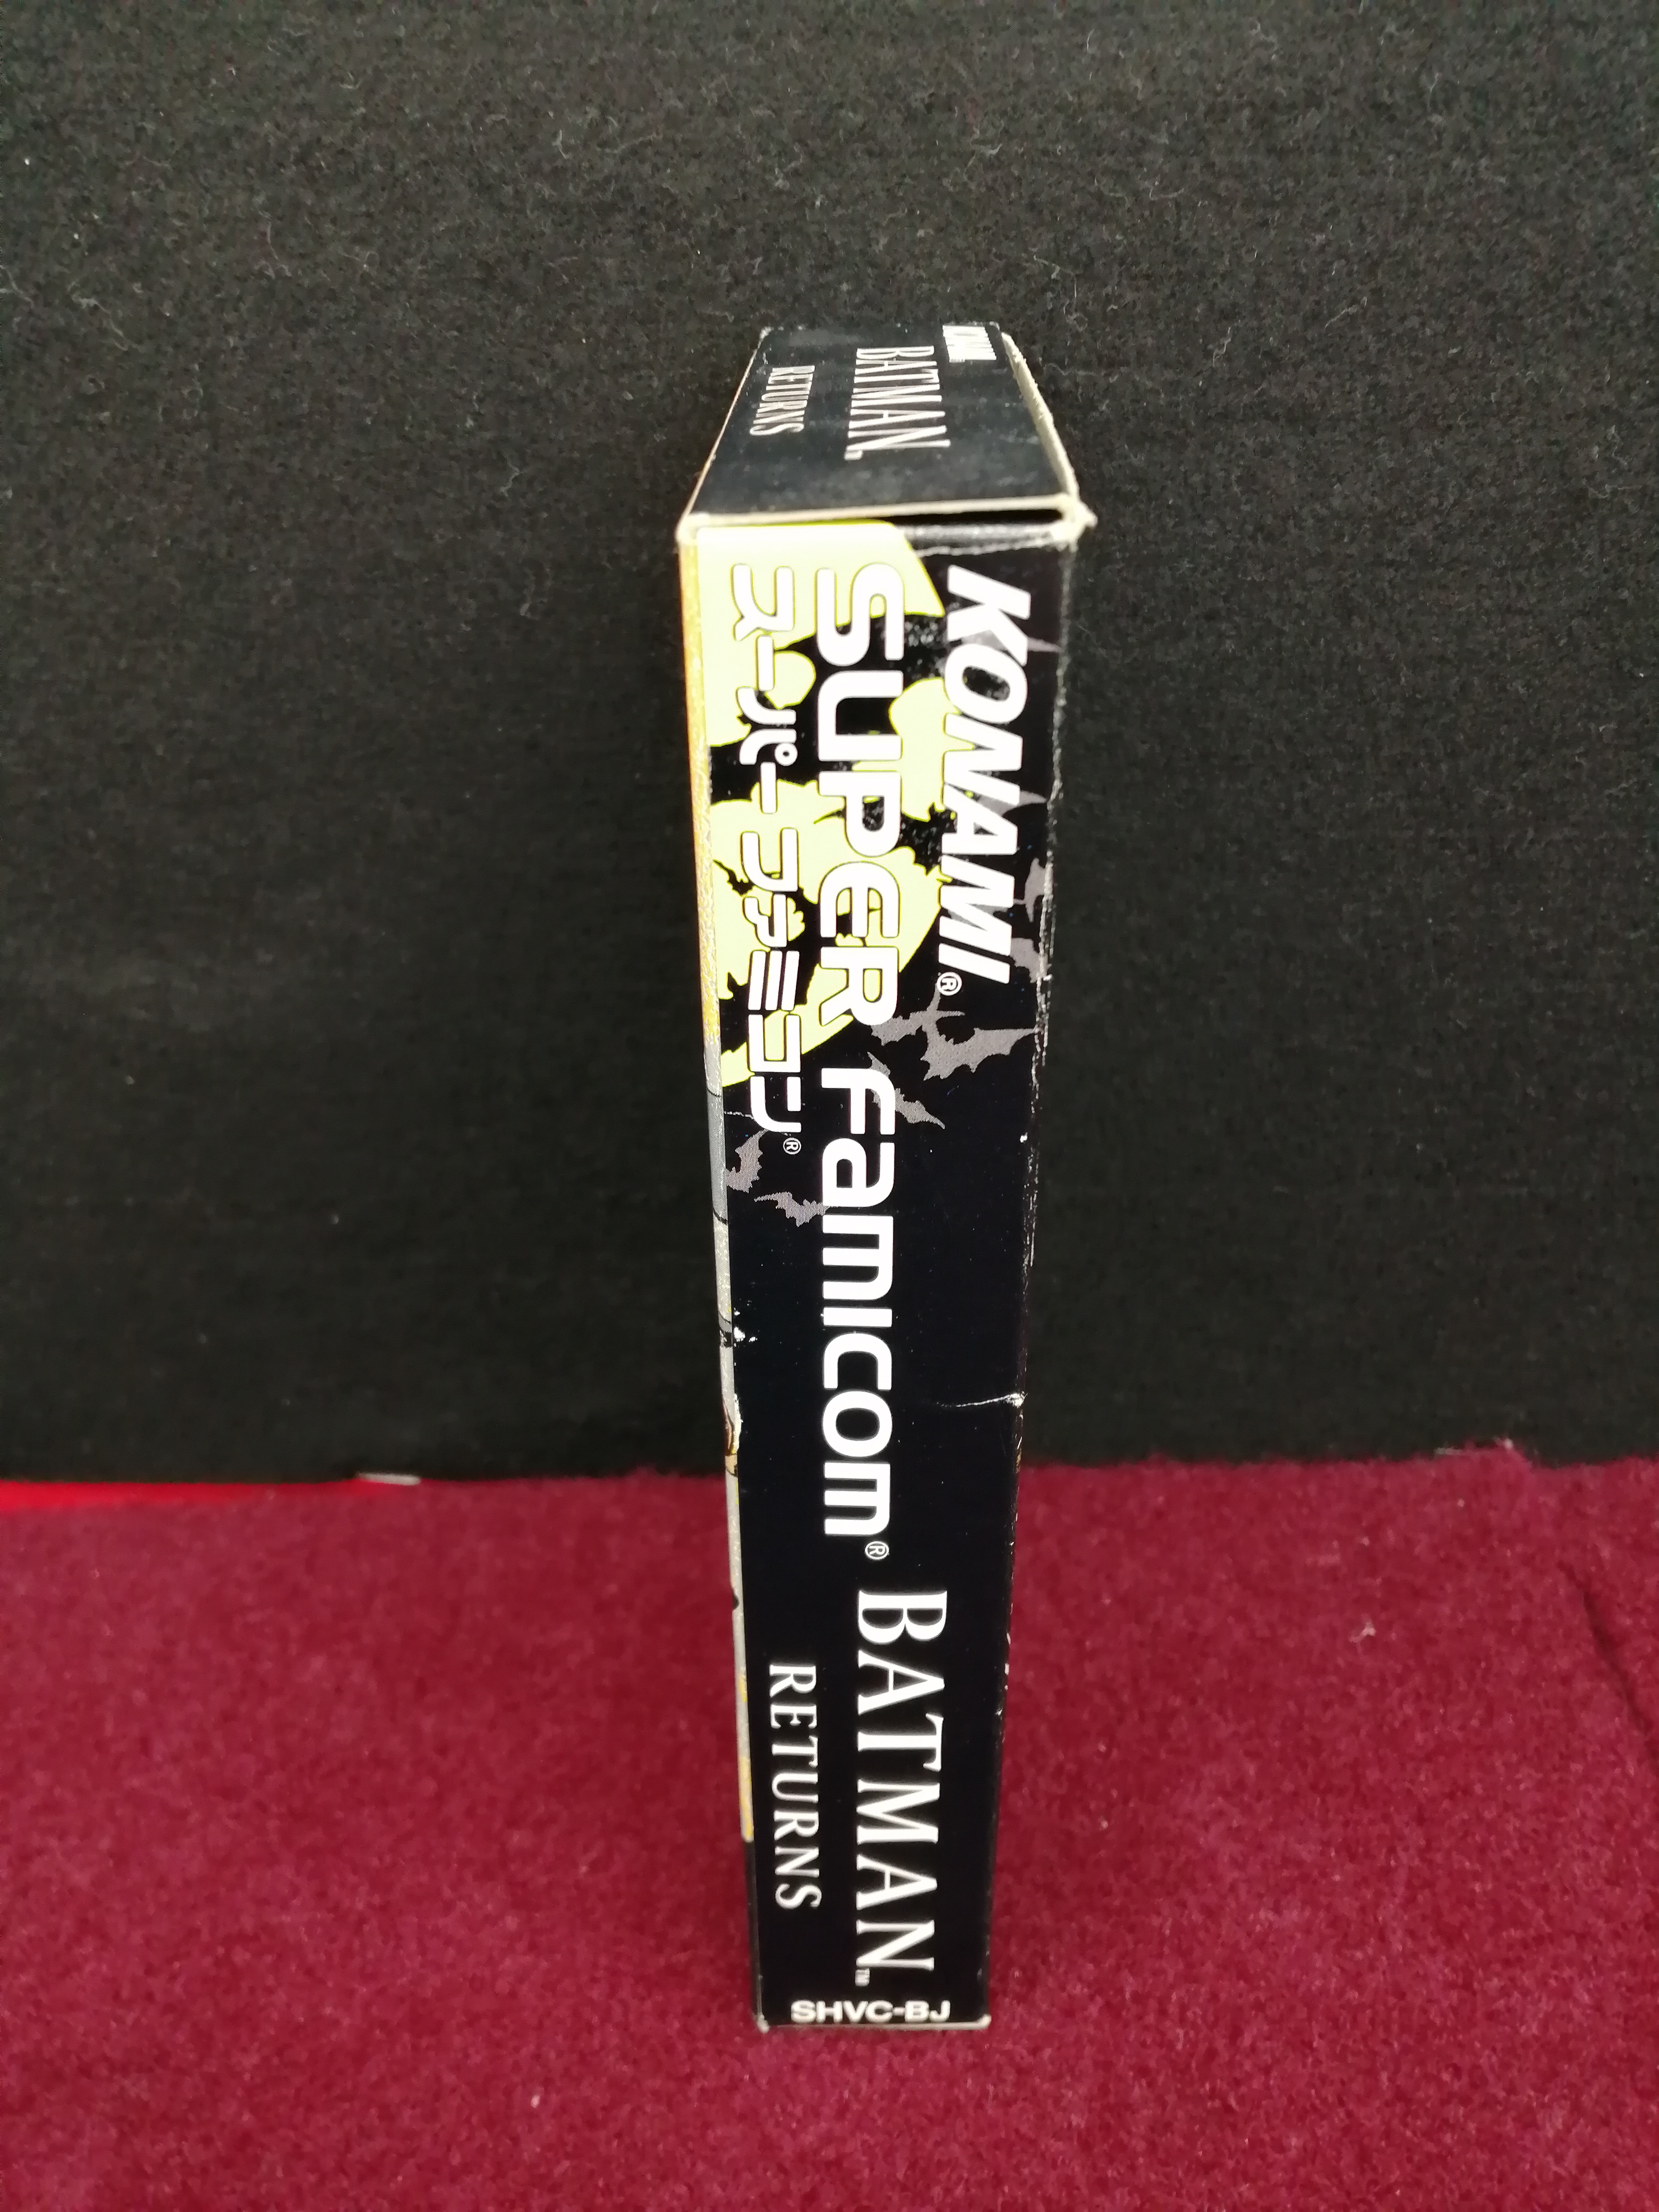 KONAMI
BATMAN
RETURNS
KONAMI®
SUPER Famicom®
スーパーファミコン®
BATMAN™
RETURNS
SHVC-BJ